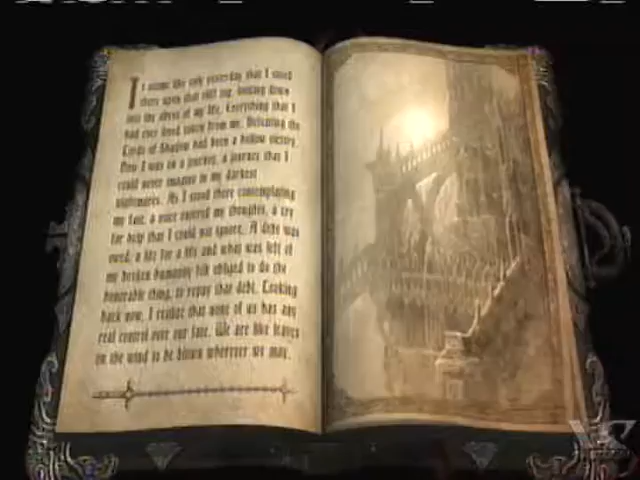 It seems like only yesterday that I stood
there upon that cliff top, looking down
into the abyss of my life. Everything that I
had ever loved taken from me. Defeating the
Lords of Shadow had been a hollow victory.
Now I was on a journey, a journey that I
could never imagine in my darkest
nightmares. As I stood there contemplating
my fate, a voice entered my thoughts, a cry
for help that I could not ignore. A debt was
owed, a life for a life and what was left of
my broken humanity felt obliged to do the
honorable thing, to repay that debt. Looking
back now, I realize that none of us has any
real control over our fate. We are like leaves
on the wind to be blown wherever we may.